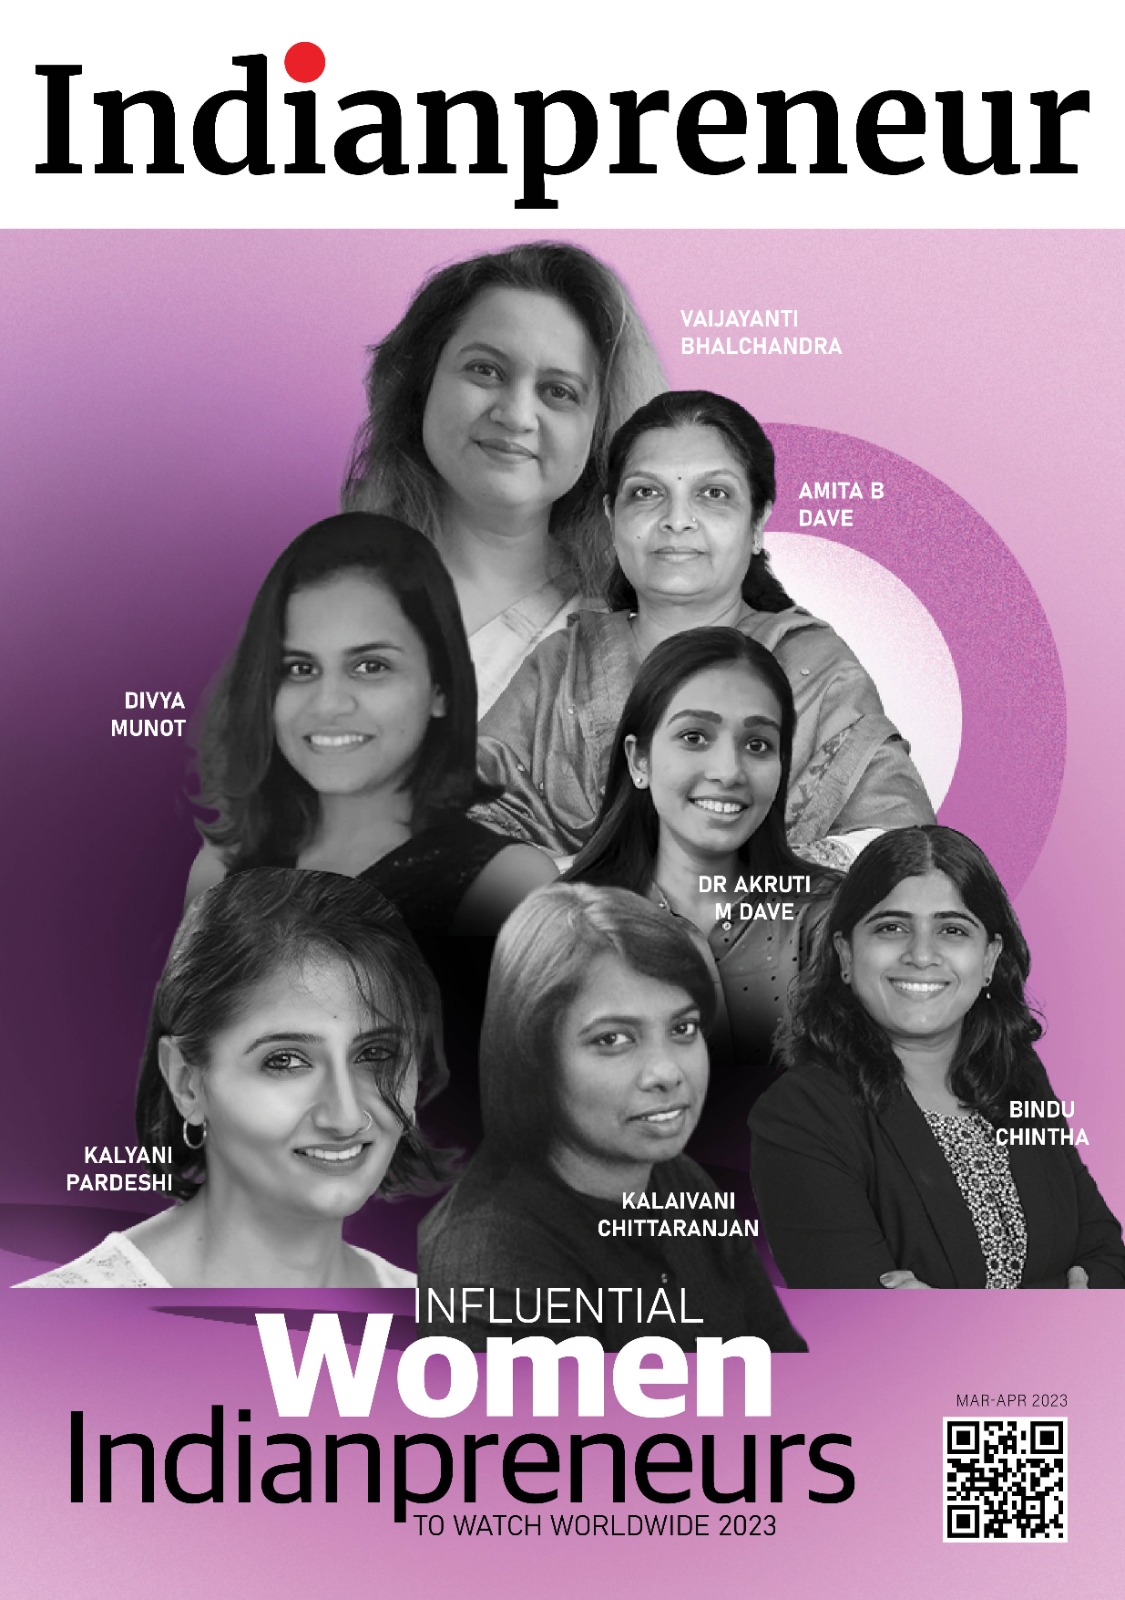 Indianpreneur
VAIJAYANTI
BHALCHANDRA
AMITA B
DAVE
DIVYA
MUNOT
DR AKRUTI
M DAVE
BINDU
CHINTHA
KALYANI
PARDESHI
KALAIVANI
CHITTARANJAN
INFLUENTIAL
Women
Indianpreneurs
TO WATCH WORLDWIDE 2023
MAR-APR 2023